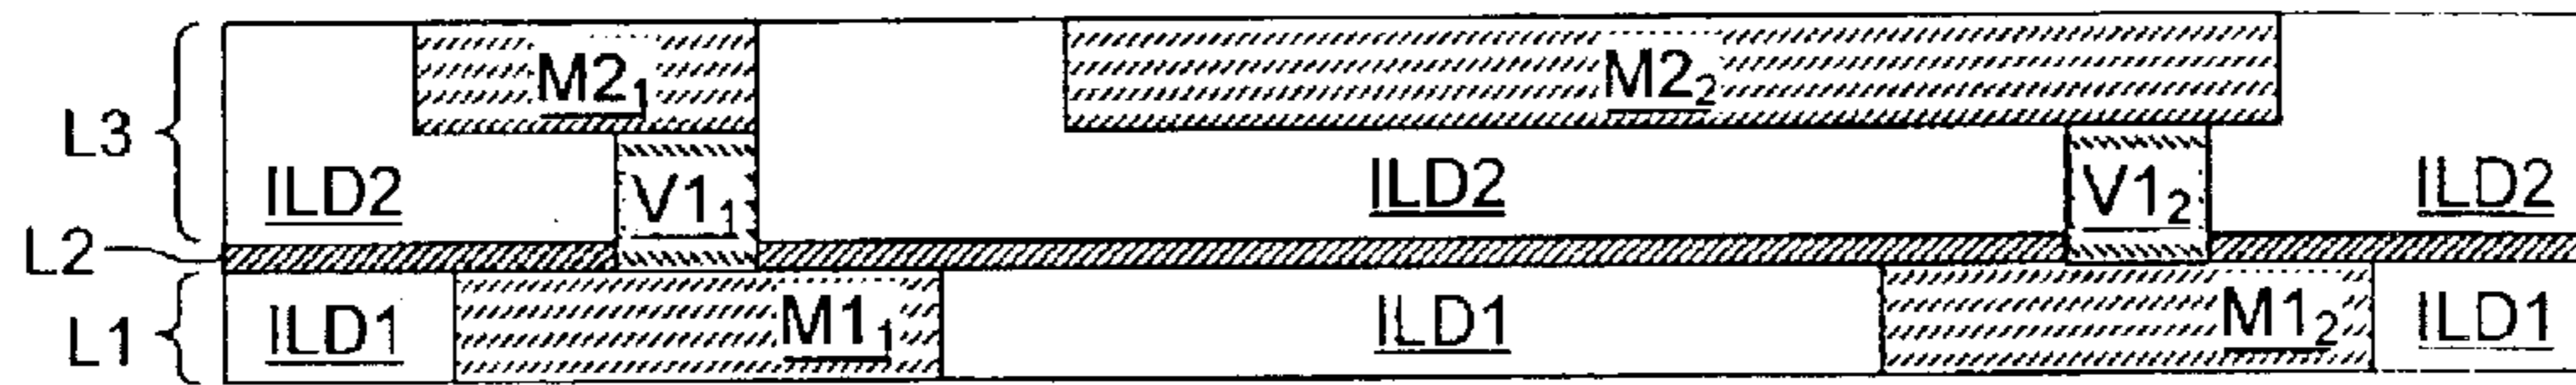 M2₁ M2₂
L3
ILD2 V1₁ ILD2 V1₂ ILD2
L2
L1 ILD1 M1₁ ILD1 M1₂ ILD1